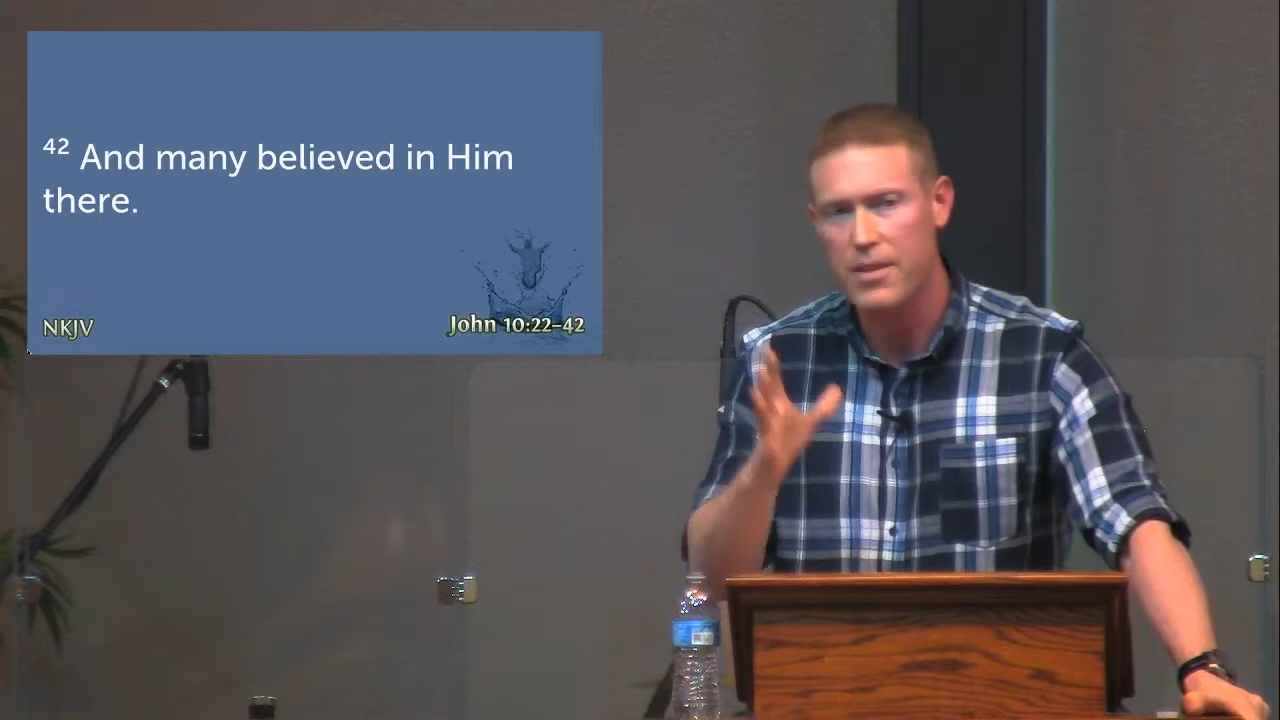 ⁴² And many believed in Him
there.
NKJV
John 10:22–42